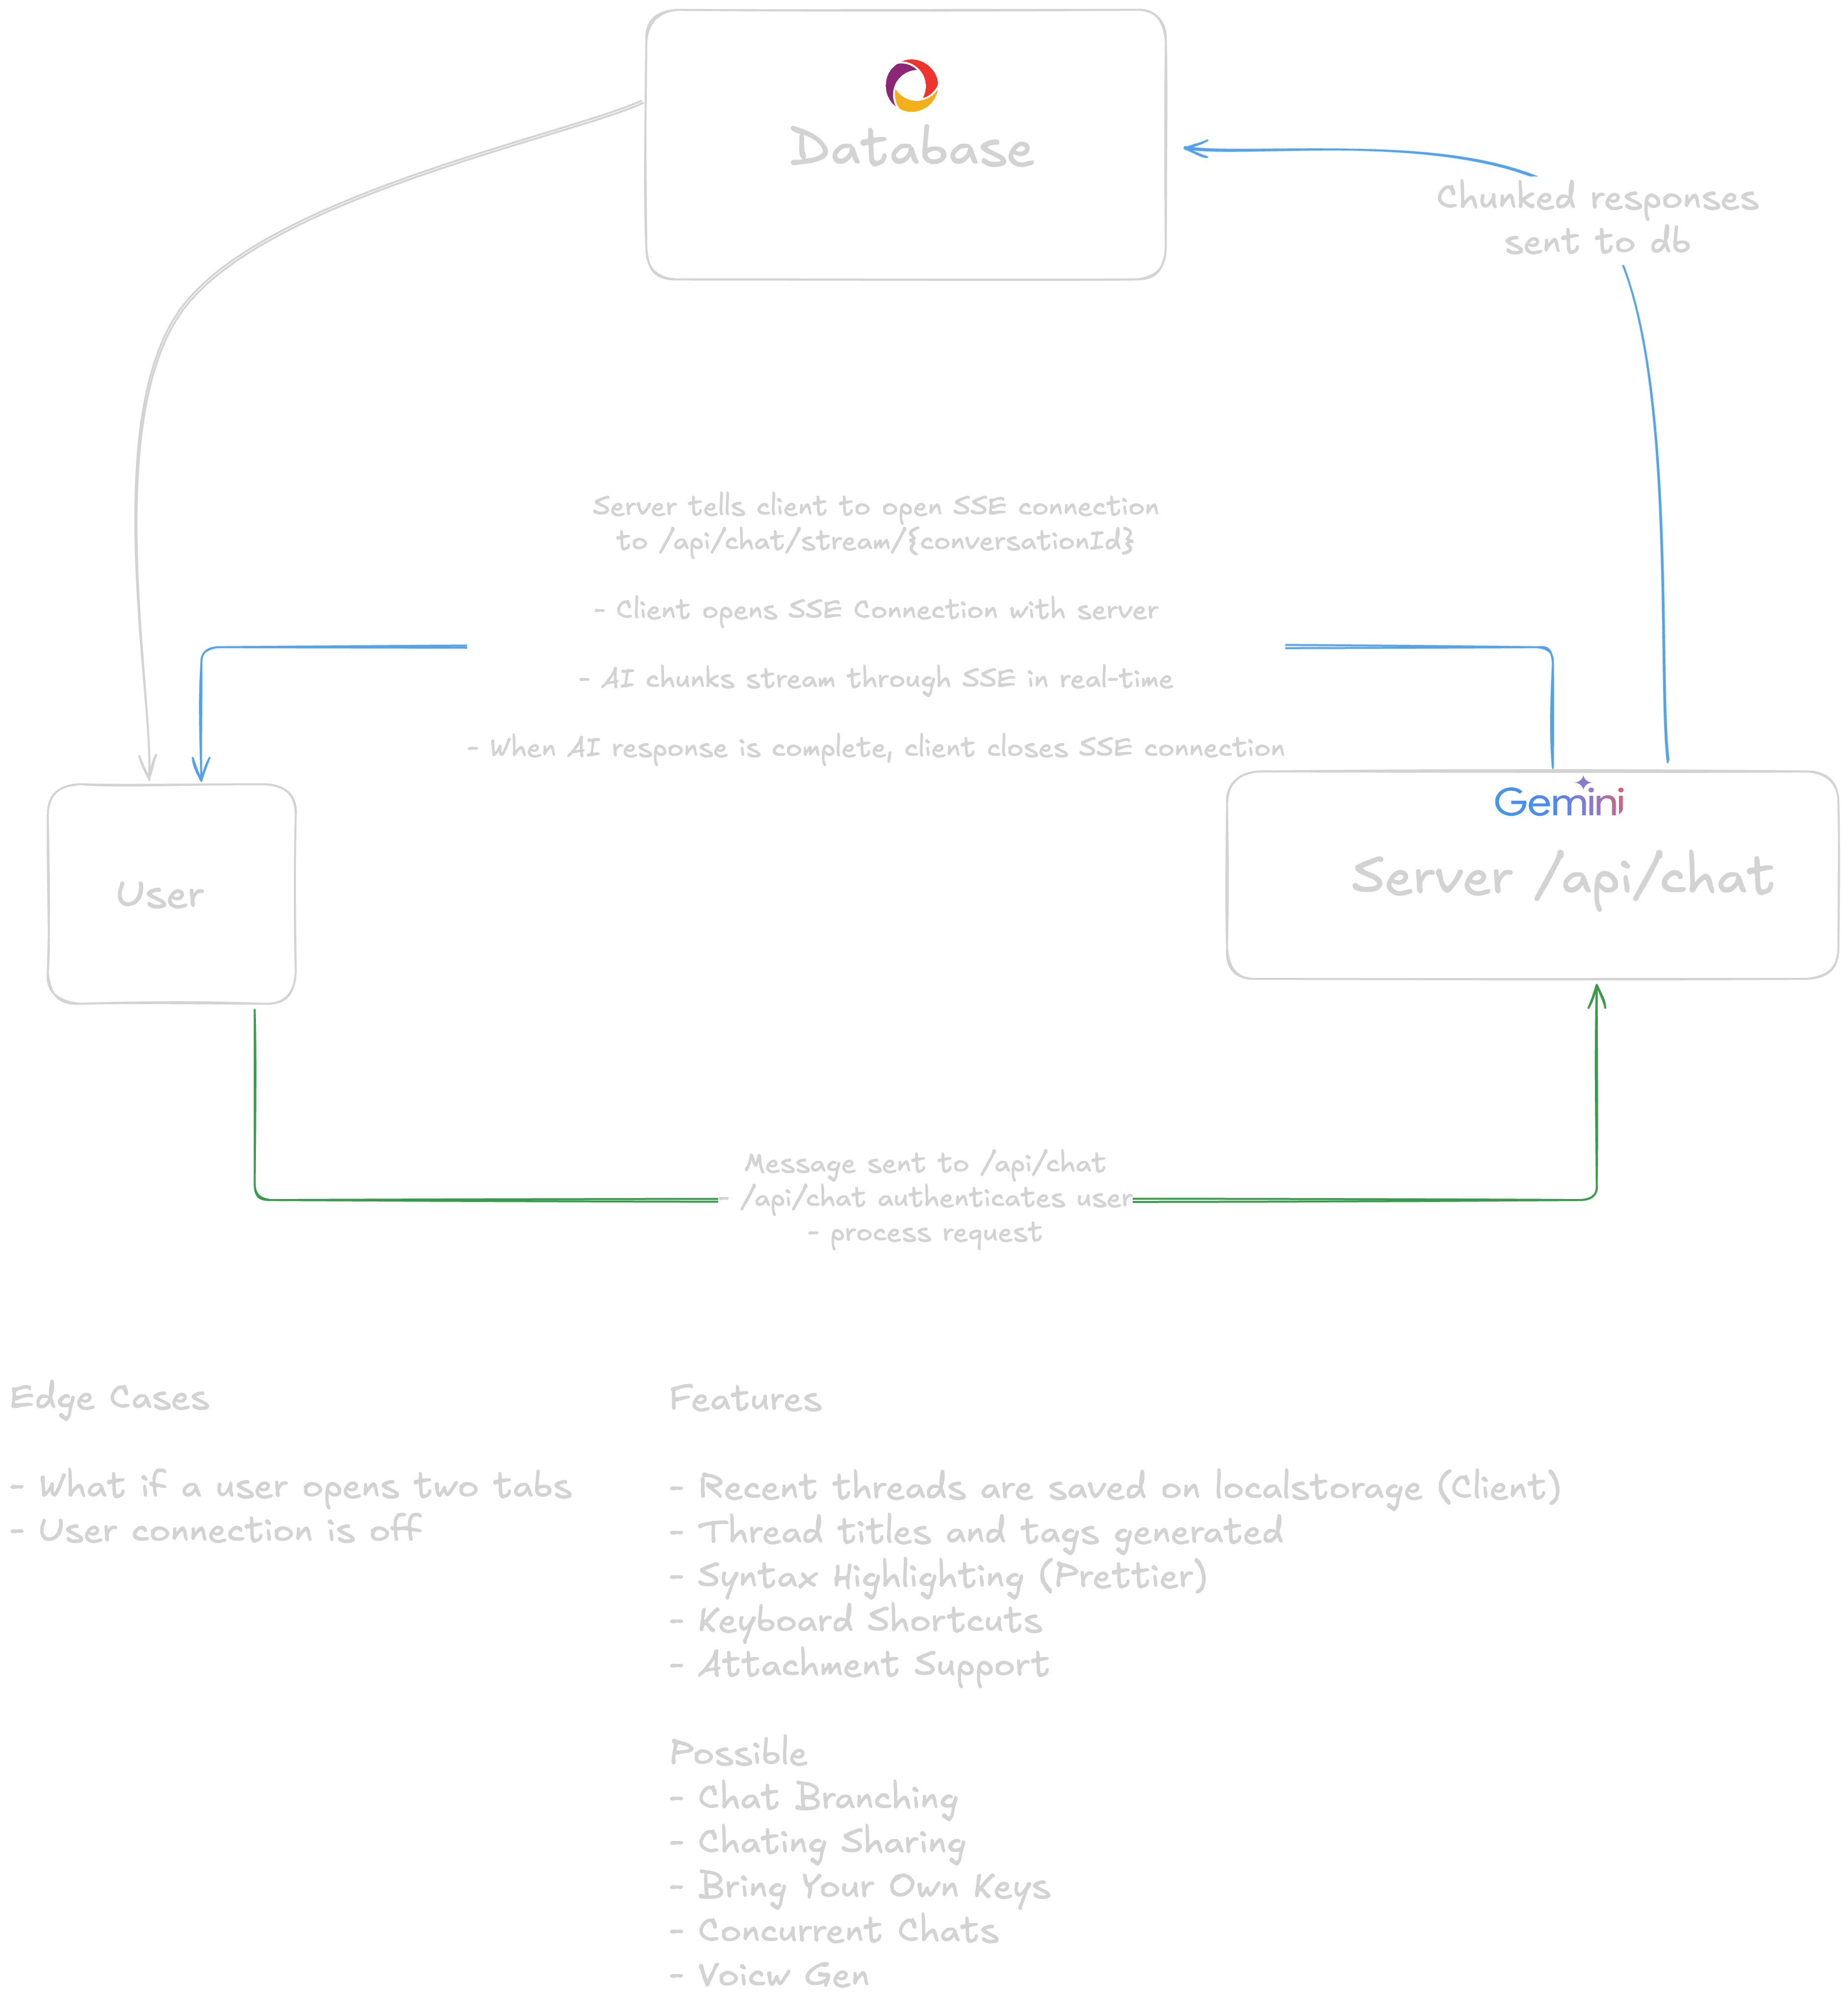 Database
Chunked responses
sent to db
Server tells client to open SSE connection
to /api/chat/stream/{conversationId}
- Client opens SSE Connection with server
- AI chunks stream through SSE in real-time
- When AI response is complete, client closes SSE connection
User
Gemini
Server /api/chat
Message sent to /api/chat
- /api/chat authenticates user
- process request
Edge Cases
- What if a user opens two tabs
- User connection is off
Features
- Recent threads are saved on localstorage (Client)
- Thread titles and tags generated
- Syntax Highlighting (Prettier)
- Keyboard Shortcuts
- Attachment Support
Possible
- Chat Branching
- Chating Sharing
- Bring Your Own Keys
- Concurrent Chats
- Voicw Gen